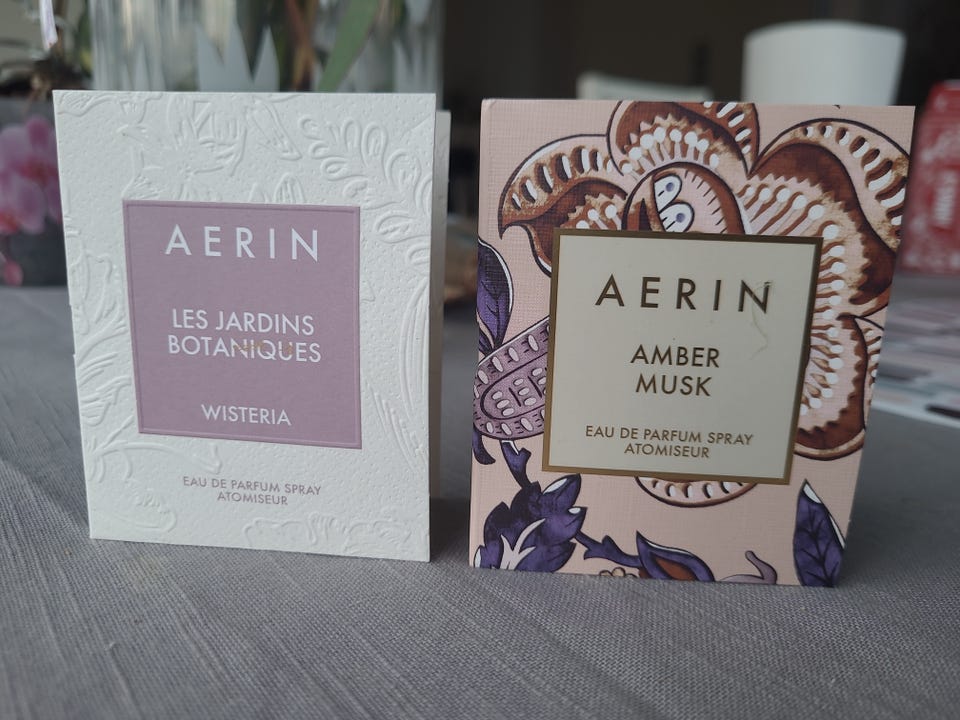 AERIN
LES JARDINS
BOTANIQUES
WISTERIA
EAU DE PARFUM SPRAY
ATOMISEUR
AERIN
AMBER
MUSK
EAU DE PARFUM SPRAY
ATOMISEUR